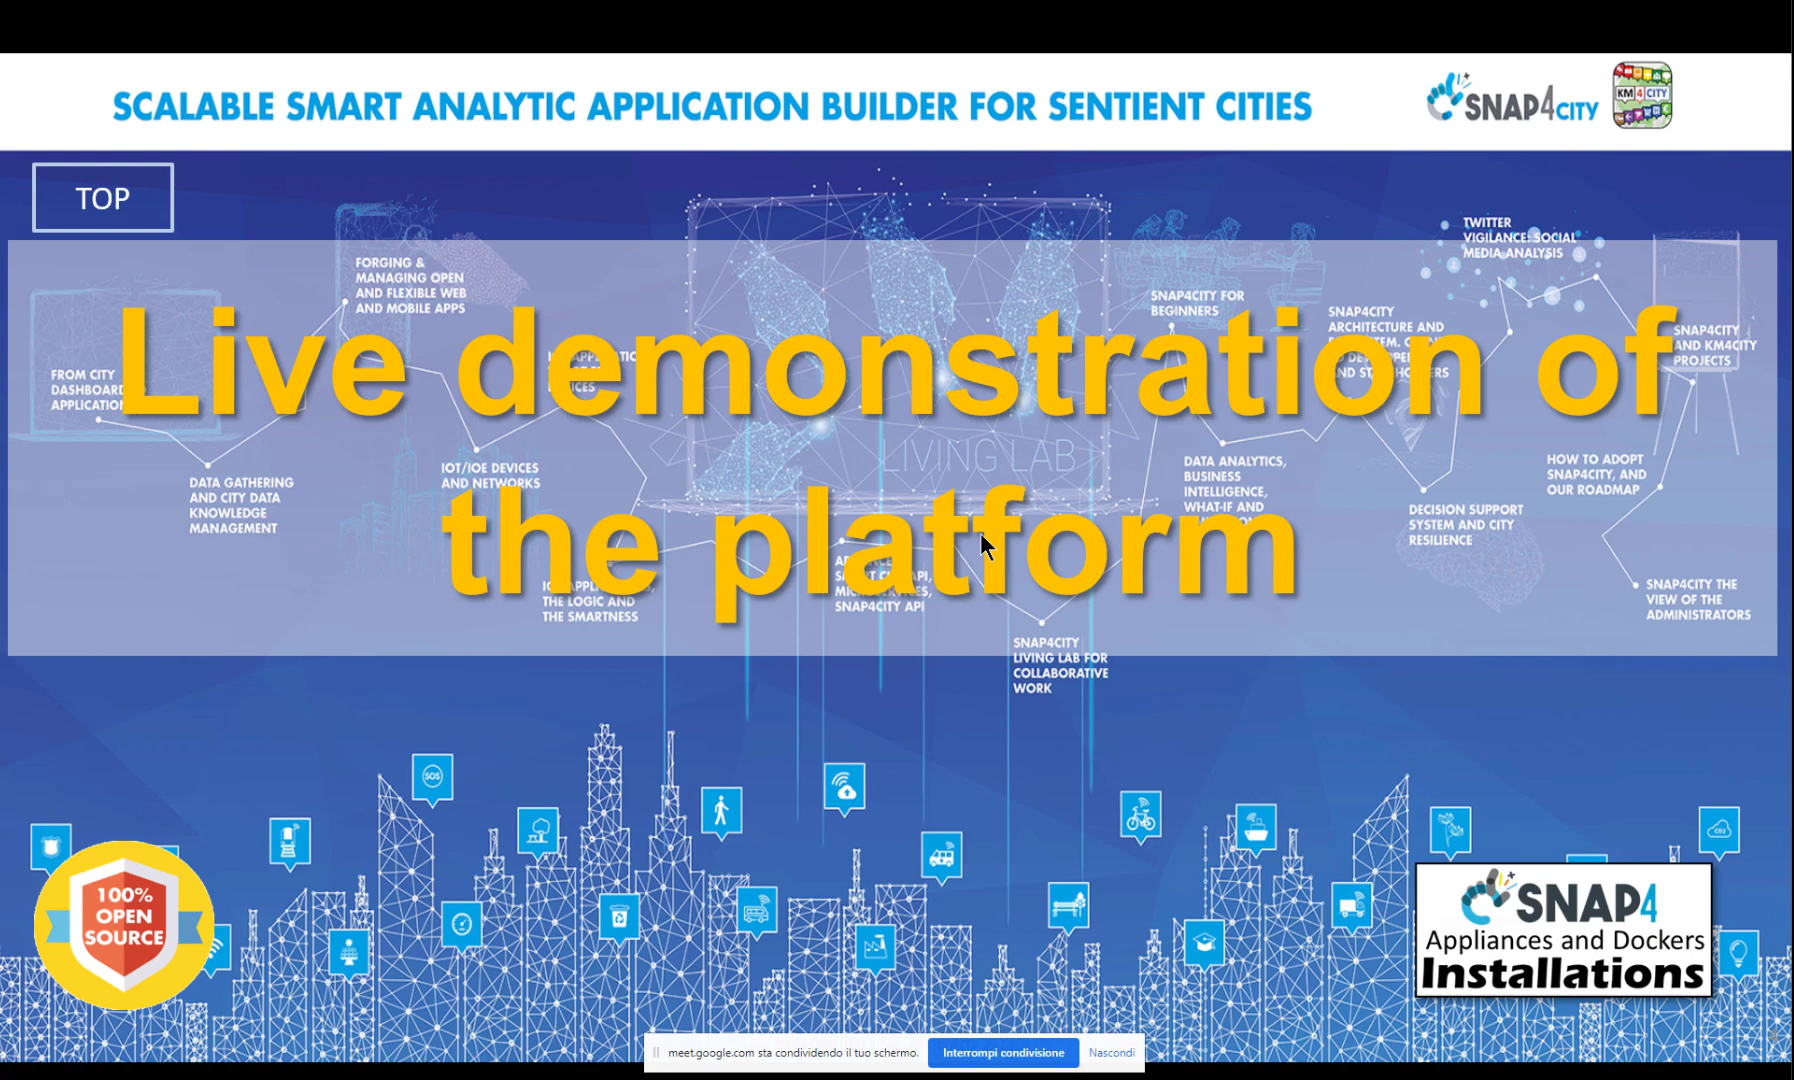 SCALABLE SMART ANALYTIC APPLICATION BUILDER FOR SENTIENT CITIES
SNAP4CITY
KM4CITY
TOP
TWITTER
VIGILANCE: SOCIAL
MEDIA ANALYSIS
FORGING &
MANAGING OPEN
AND FLEXIBLE WEB
AND MOBILE APPS
SNAP4CITY FOR
BEGINNERS
SNAP4CITY
ARCHITECTURE AND
SNAP4CITY
AND KM4CITY
PROJECTS
Live demonstration of
the platform
FROM CITY
DASHBOARD
APPLICATION
LIVING LAB
DATA GATHERING
AND CITY DATA
KNOWLEDGE
MANAGEMENT
IOT/IOE DEVICES
AND NETWORKS
DATA ANALYTICS,
BUSINESS
INTELLIGENCE,
WHAT-IF AND
HOW TO ADOPT
SNAP4CITY, AND
OUR ROADMAP
DECISION SUPPORT
SYSTEM AND CITY
RESILIENCE
THE LOGIC AND
THE SMARTNESS
SNAP4CITY API
SNAP4CITY THE
VIEW OF THE
ADMINISTRATORS
SNAP4CITY
LIVING LAB FOR
COLLABORATIVE
WORK
SOS
CO2
100%
OPEN
SOURCE
SNAP4
Appliances and Dockers
Installations
meet.google.com sta condividendo il tuo schermo.
Interrompi condivisione
Nascondi